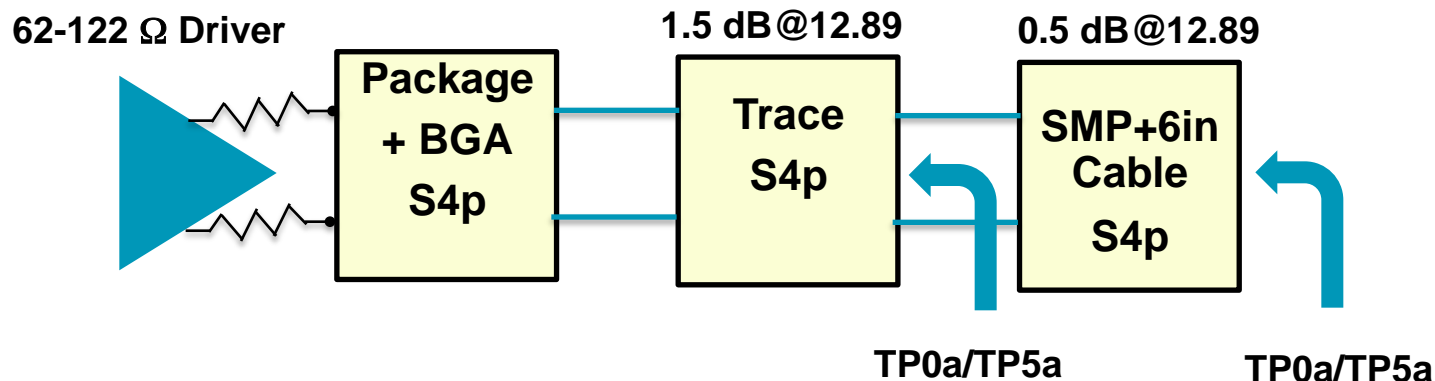 62-122 Ω Driver
1.5 dB@12.89
0.5 dB@12.89
Package
+ BGA
S4p
Trace
S4p
SMP+6in
Cable
S4p
TP0a/TP5a
TP0a/TP5a